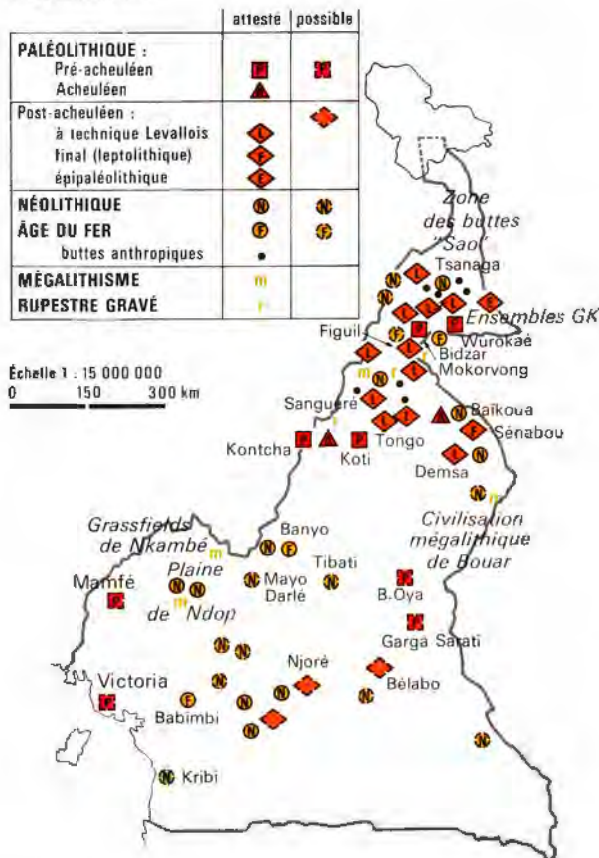 attesté possible
PALÉOLITHIQUE :
Pré-acheuléen P P
Acheuléen A
Post-acheuléen :
à technique Levallois L
final (leptolithique) F
épipaléolithique E
NÉOLITHIQUE N N
ÂGE DU FER F F
buttes anthropiques
MÉGALITHISME m
RUPESTRE GRAVÉ r
Échelle 1 : 15 000 000
0 150 300 km
Zone
des buttes
"Sao"
Tsanaga
Ensembles GK
Figuil
Wurokaé
Bidzar
Mokorvong
Sanguéré
Baïkoua
Sénabou
Tongo
Kontcha
Koti
Demsa
Grassfields
de Nkambé
Banyo
Civilisation
mégalithique
de Bouar
Plaine
de Ndop
Mayo
Darlé
Tibati
Mamfé
B.Oya
Garga Sarati
Njoré
Victoria
Bélabo
Babimbi
Kribi